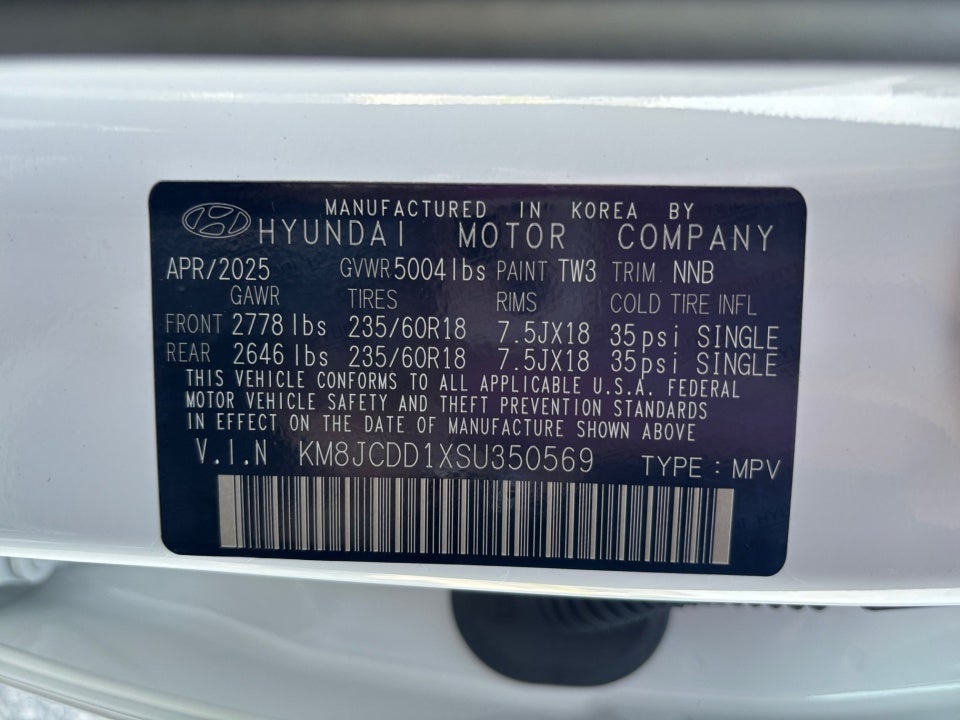 MANUFACTURED IN KOREA BY
HYUNDAI MOTOR COMPANY
APR/2025 GVWR 5004lbs PAINT TW3 TRIM NNB
GAWR TIRES RIMS COLD TIRE INFL
FRONT 2778 lbs 235/60R18 7.5JX18 35psi SINGLE
REAR 2646 lbs 235/60R18 7.5JX18 35psi SINGLE
THIS VEHICLE CONFORMS TO ALL APPLICABLE U.S.A. FEDERAL
MOTOR VEHICLE SAFETY AND THEFT PREVENTION STANDARDS
IN EFFECT ON THE DATE OF MANUFACTURE SHOWN ABOVE
V.I.N KM8JCDD1XSU350569 TYPE : MPV